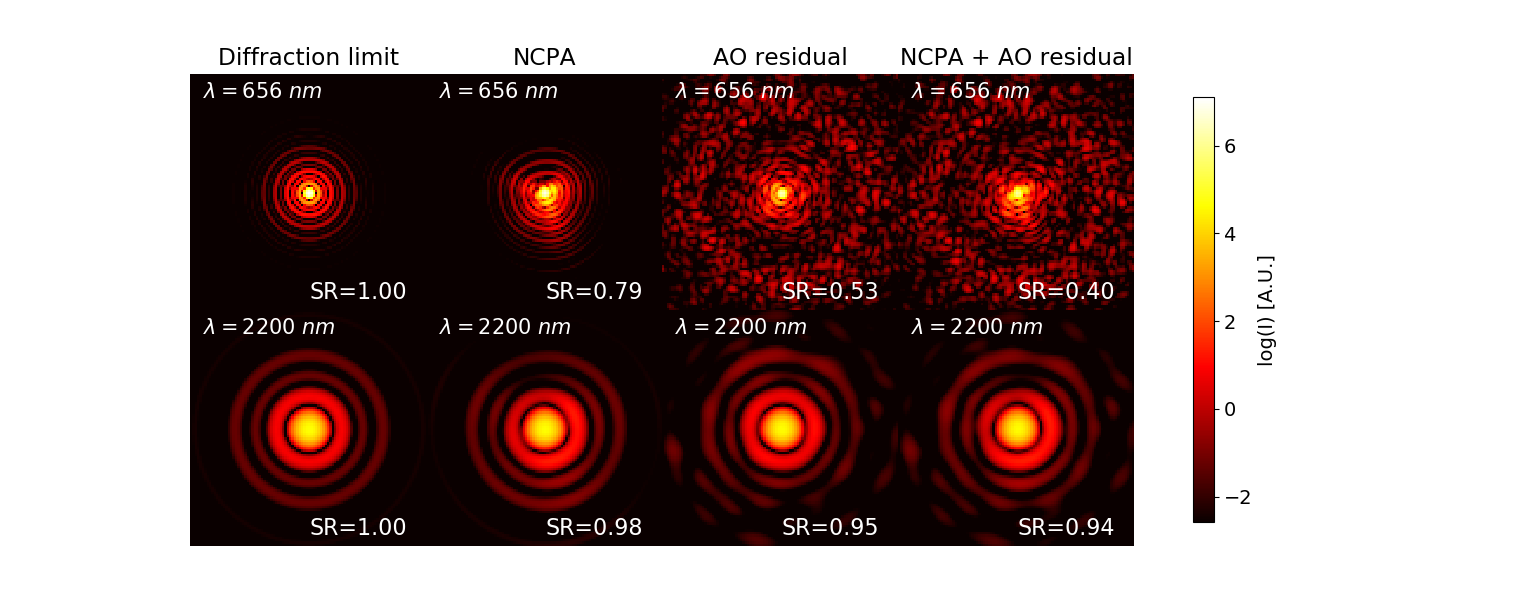 Diffraction limit NCPA AO residual NCPA + AO residual
λ = 656 nm λ = 656 nm λ = 656 nm λ = 656 nm
SR=1.00 SR=0.79 SR=0.53 SR=0.40
λ = 2200 nm λ = 2200 nm λ = 2200 nm λ = 2200 nm
SR=1.00 SR=0.98 SR=0.95 SR=0.94
6
4
2
0
−2
log(I) [A.U.]